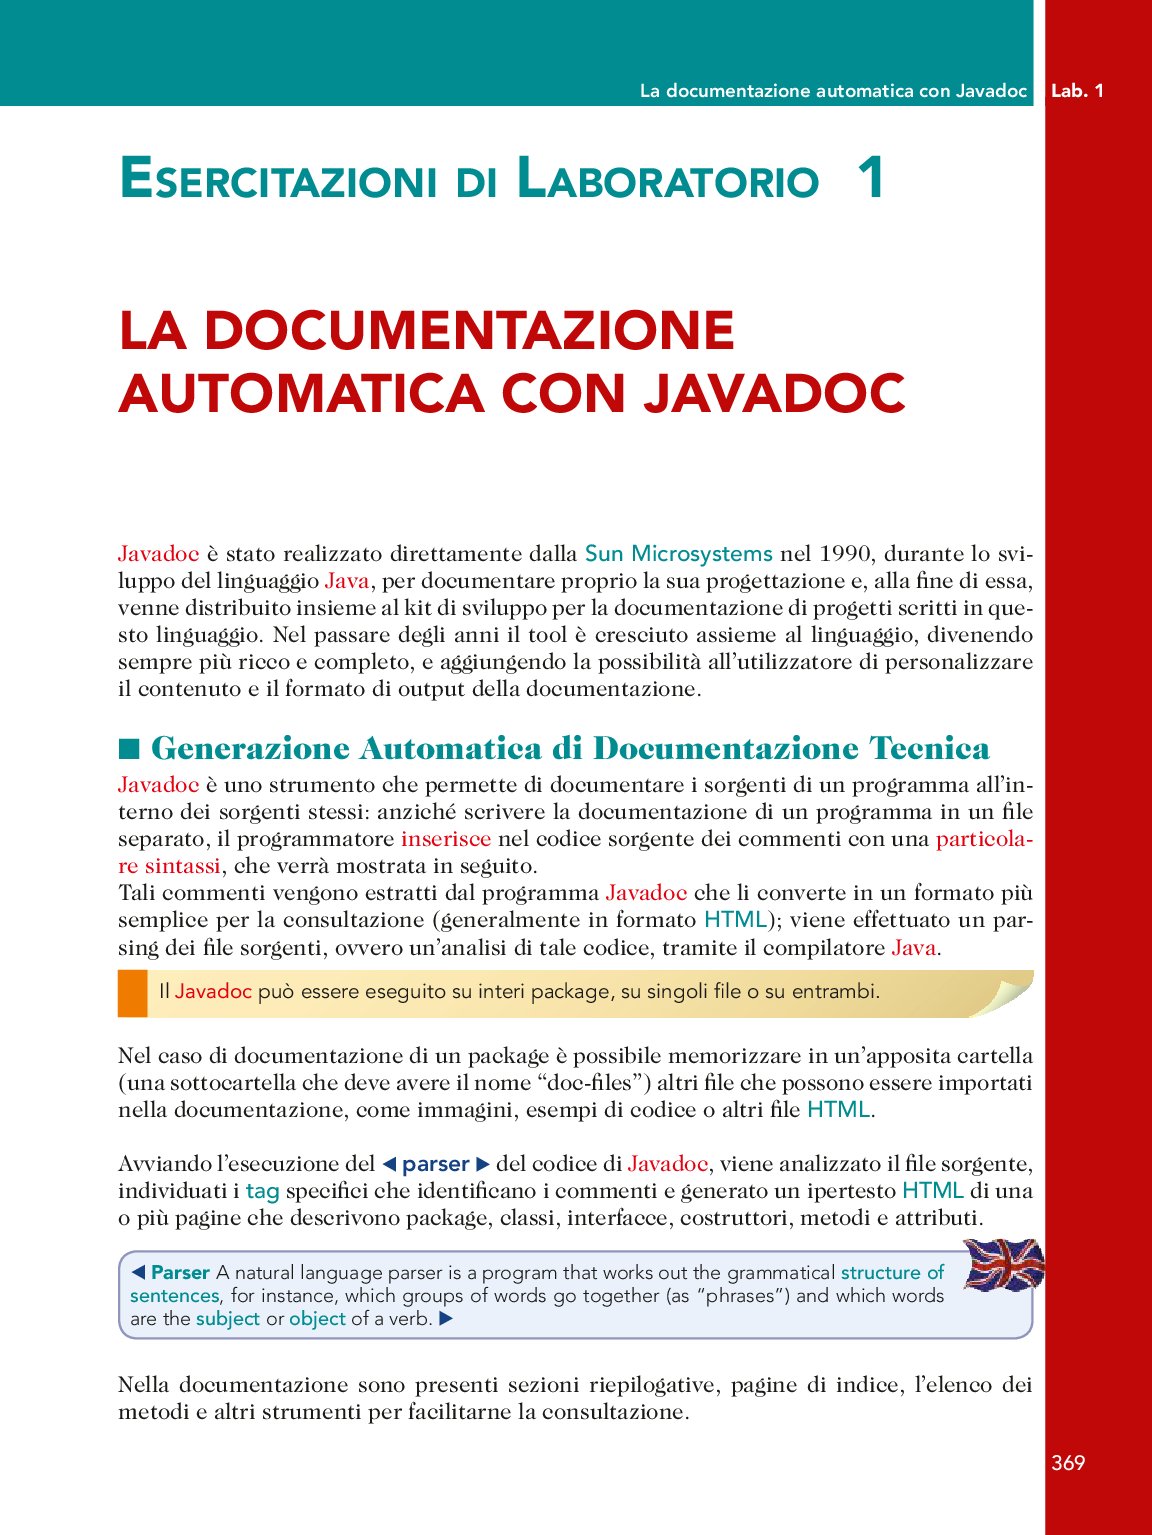 La documentazione automatica con Javadoc Lab. 1
ESERCITAZIONI DI LABORATORIO 1
LA DOCUMENTAZIONE
AUTOMATICA CON JAVADOC
Javadoc è stato realizzato direttamente dalla Sun Microsystems nel 1990, durante lo svi-
luppo del linguaggio Java, per documentare proprio la sua progettazione e, alla fine di essa,
venne distribuito insieme al kit di sviluppo per la documentazione di progetti scritti in que-
sto linguaggio. Nel passare degli anni il tool è cresciuto assieme al linguaggio, divenendo
sempre più ricco e completo, e aggiungendo la possibilità all'utilizzatore di personalizzare
il contenuto e il formato di output della documentazione.
■ Generazione Automatica di Documentazione Tecnica
Javadoc è uno strumento che permette di documentare i sorgenti di un programma all'in-
terno dei sorgenti stessi: anziché scrivere la documentazione di un programma in un file
separato, il programmatore inserisce nel codice sorgente dei commenti con una particola-
re sintassi, che verrà mostrata in seguito.
Tali commenti vengono estratti dal programma Javadoc che li converte in un formato più
semplice per la consultazione (generalmente in formato HTML); viene effettuato un par-
sing dei file sorgenti, ovvero un'analisi di tale codice, tramite il compilatore Java.
Il Javadoc può essere eseguito su interi package, su singoli file o su entrambi.
Nel caso di documentazione di un package è possibile memorizzare in un'apposita cartella
(una sottocartella che deve avere il nome “doc-files”) altri file che possono essere importati
nella documentazione, come immagini, esempi di codice o altri file HTML.
Avviando l'esecuzione del ◀ parser ▶ del codice di Javadoc, viene analizzato il file sorgente,
individuati i tag specifici che identificano i commenti e generato un ipertesto HTML di una
o più pagine che descrivono package, classi, interfacce, costruttori, metodi e attributi.
◀ Parser A natural language parser is a program that works out the grammatical structure of
sentences, for instance, which groups of words go together (as “phrases”) and which words
are the subject or object of a verb. ▶
Nella documentazione sono presenti sezioni riepilogative, pagine di indice, l'elenco dei
metodi e altri strumenti per facilitarne la consultazione.
369